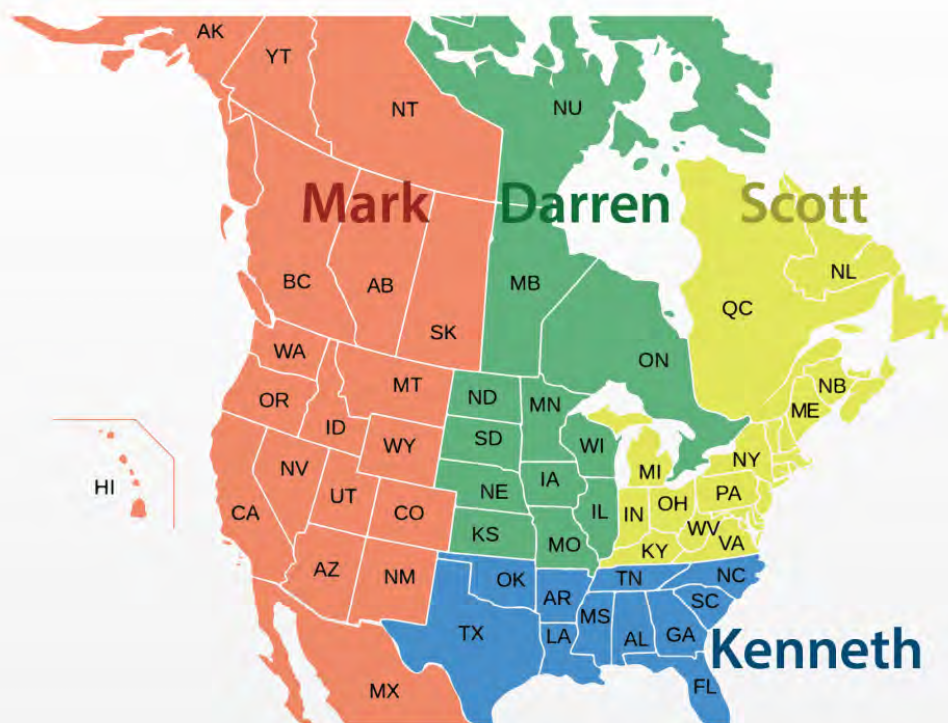 AK
YT
NT
NU
Mark Darren Scott
BC
AB
SK
MB
ON
QC
NL
WA
OR
MT
ID
WY
NV
UT
CO
CA
AZ
NM
HI
MX
ND
MN
SD
WI
NE
IA
IL
KS
MO
MI
NY
ME
NB
IN
OH
PA
WV
VA
KY
OK
AR
TN
NC
TX
LA
MS
AL
GA
SC
FL
Kenneth